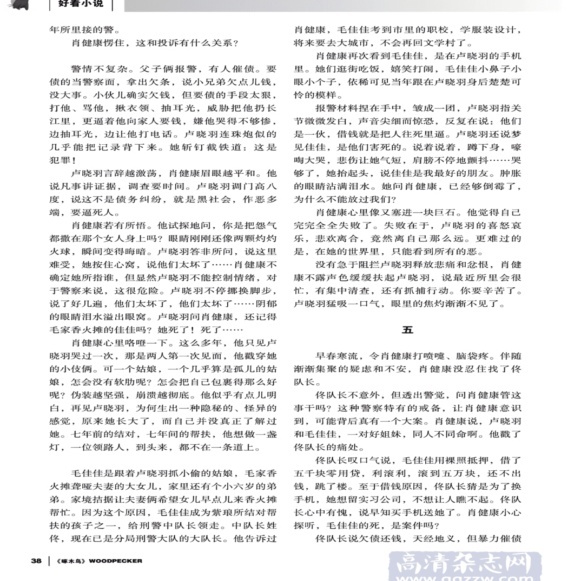 好看小说
年所里接的警。
肖健康愣住，这和投诉有什么关系？
警情不复杂。父子俩报警，有人催债。要
债的当警察面，拿出欠条，说小兄弟欠点儿钱，
没大事。小伙儿确实欠钱，但要债的手段太狠，
打他、骂他，揪衣领、抽耳光，威胁把他扔长
江里，更逼着他向家人要钱，嫌他哭得不够惨，
边抽耳光，边让他打电话。卢晓羽连珠炮似的
几乎能把记录背下来。她斩钉截铁道：这是
犯罪！
卢晓羽言辞越激荡，肖健康眉眼越平和。他
说凡事讲证据，调查要时间。卢晓羽调门高八
度，说这不是债务纠纷，就是黑社会，作恶多
端，要逼死人。
肖健康若有所悟。他试探地问，你是把怨气
都撒在那个女人身上吗？眼睛刚刚还像两颗灼灼
火球，瞬间变得晦暗。卢晓羽答非所问，说这里
难受，她按住心窝，说他们太坏了……肖健康不
确定她所指谁，但显然卢晓羽不能控制情绪，对
于警察来说，这很危险。卢晓羽不停挪换脚步，
说了好几遍，他们太坏了，他们太坏了……阴郁
的眼睛泪水溢出眼窝。卢晓羽问肖健康，还记得
毛家香火摊的佳佳吗？她死了！死了……
肖健康心里咯噔一下。这么多年，他只见卢
晓羽哭过一次，那是两人第一次见面，他戳穿她
的小伎俩。可一个姑娘，一个几乎算是孤儿的姑
娘，怎会没有软肋呢？怎会把自己包裹得那么好
呢？伪装越坚强，崩溃越彻底。他似乎有点儿明
白，再见卢晓羽，为何生出一种隐秘的、怪异的
感觉，原来她长大了，而自己并没真正了解过
她。七年前的结对，七年间的帮扶，他想做一盏
灯，一位领路人，到头来，都不在一条道上。
毛佳佳是跟着卢晓羽抓小偷的姑娘，毛家香
火摊聋哑夫妻的大女儿，家里还有个小六岁的弟
弟。家境拮据让夫妻俩希望女儿早点儿来香火摊
帮忙。因为这个原因，毛佳佳成为紫琅所结对帮
扶的孩子之一，给刑警中队长领走。中队长姓
佟，现在已是分局刑警大队的大队长。他告诉过
肖健康，毛佳佳考到市里的职校，学服装设计，
将来要去大城市，不会再回文学村了。
肖健康再次看到毛佳佳，是在卢晓羽的手机
里。她们逛街吃饭，嬉笑打闹，毛佳佳小鼻子小
眼小个子，依稀可见当年跟在卢晓羽身后楚楚可
怜的模样。
报警材料捏在手中，皱成一团，卢晓羽指关
节微微发白，声音尖细而惊恐，反复在说：他们
是一伙，借钱就是把人往死里逼。卢晓羽还说梦
见佳佳，是他们害死的。说着说着，蹲下身，嚎
啕大哭，悲伤让她气短，肩膀不停地颤抖……哭
够了，她抬起头，说佳佳是我最好的朋友。肿胀
的眼睛沾满泪水。她问肖健康，已经够倒霉了，
为什么不能放过我们？
肖健康心里像又塞进一块巨石。他觉得自己
完完全全失败了。失败在于，卢晓羽的喜怒哀
乐，悲欢离合，竟然离自己那么远。更难过的
是，在她的世界里，只能看到所有的恶。
没有急于阻拦卢晓羽释放悲痛和忿恨，肖健
康不露声色缓缓扶起卢晓羽，说最近所里会很
忙，有集中清查，还有抓捕行动。你要辛苦了。
卢晓羽猛吸一口气，眼里的焦灼渐渐不见了。
五
早春寒流，令肖健康打喷嚏、脑袋疼。伴随
渐渐集聚的疑虑和不安，肖健康没忍住找了佟
队长。
佟队长不意外，但透出警觉，问肖健康管这
事干吗？这种警察特有的戒备，让肖健康意识
到，可能背后真有一个大案。肖健康说，卢晓羽
和毛佳佳，一对好姐妹，同人不同命啊。他戳了
佟队长的痛处。
佟队长叹口气说，毛佳佳用裸照抵押，借了
五千块零用贷，利滚利，滚到五万块，还不出
钱，跳了楼。至于借钱原因，佟队长猜是为了换
手机，她想留实习公司，不想让人瞧不起。佟队
长心中有愧，说早知买手机送她了。肖健康小心
探听，毛佳佳的死，是案件吗？
佟队长说欠债还钱，天经地义，但暴力催债
38 《啄木鸟》WOODPECKER
高清杂志网